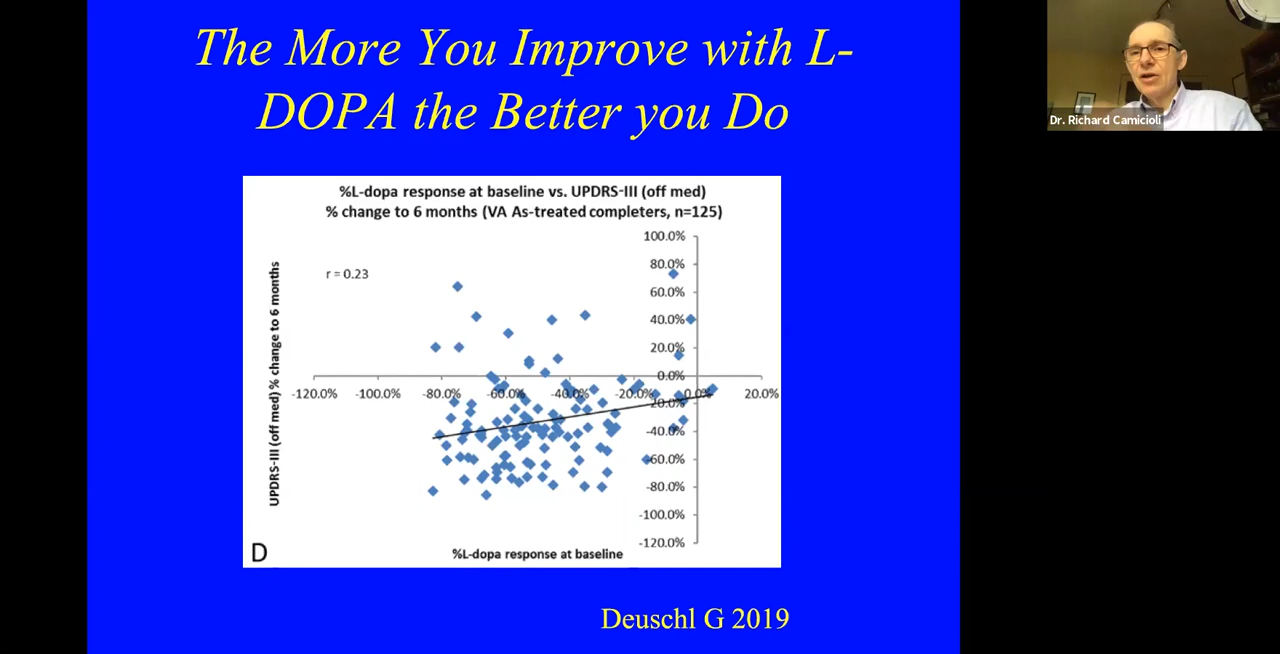 The More You Improve with L-
DOPA the Better you Do
Dr. Richard Camicioli
%L-dopa response at baseline vs. UPDRS-III (off med)
% change to 6 months (VA As-treated completers, n=125)
r = 0.23
UPDRS-III (off med) % change to 6 months
100.0%
80.0%
60.0%
40.0%
20.0%
0.0%
-120.0% -100.0% -80.0% -60.0% -40.0% -20.0% 0.0% 20.0%
-20.0%
-40.0%
-60.0%
-80.0%
-100.0%
-120.0%
D
%L-dopa response at baseline
Deuschl G 2019